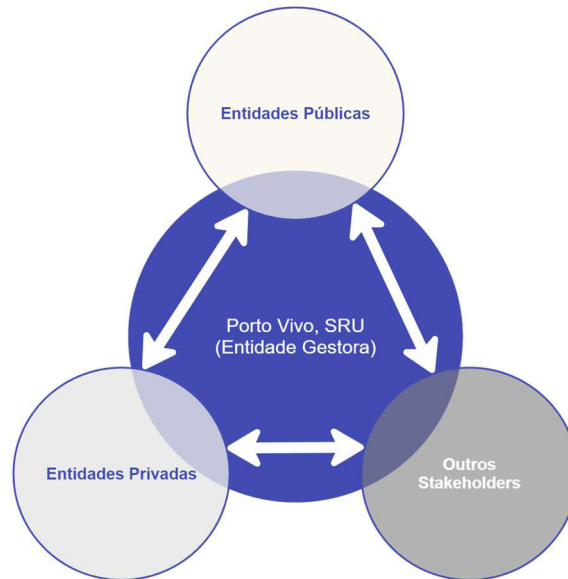 Entidades Públicas
Porto Vivo, SRU
(Entidade Gestora)
Entidades Privadas
Outros
Stakeholders